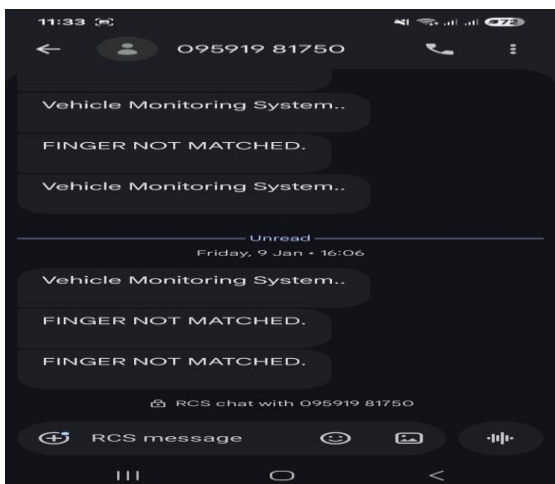 11:33
72
095919 81750
Vehicle Monitoring System..
FINGER NOT MATCHED.
Vehicle Monitoring System..
Unread
Friday, 9 Jan • 16:06
Vehicle Monitoring System..
FINGER NOT MATCHED.
FINGER NOT MATCHED.
RCS chat with 095919 81750
RCS message